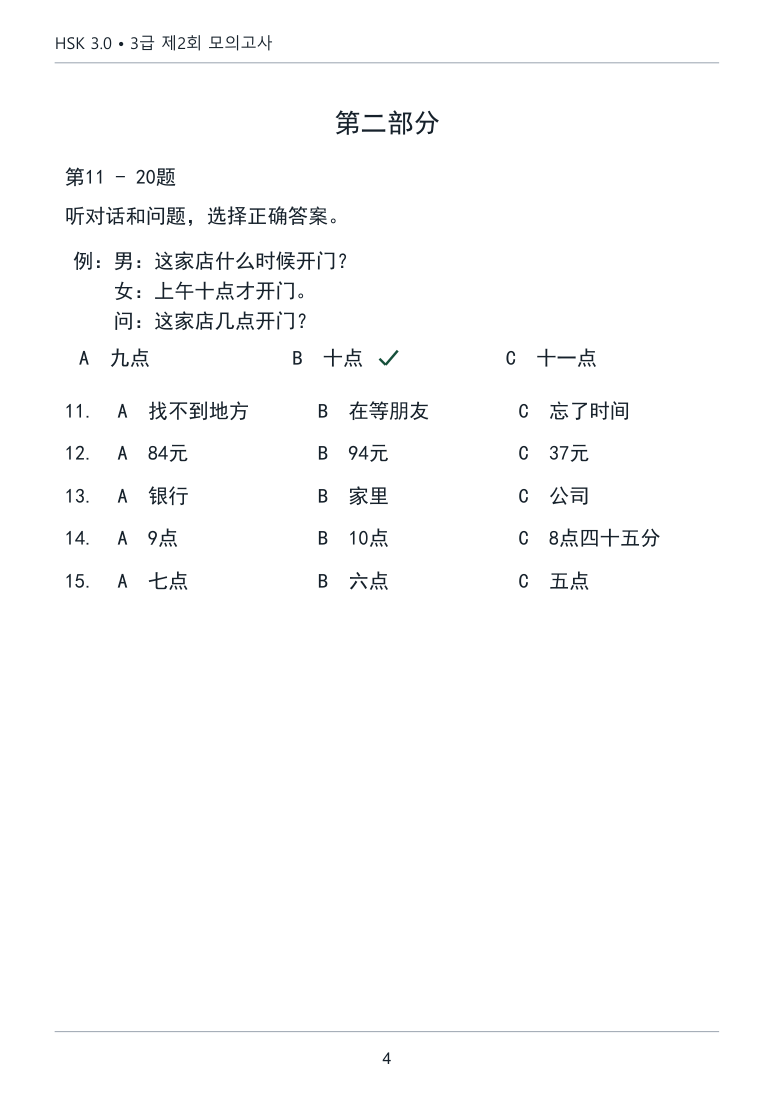 HSK 3.0 • 3급 제2회 모의고사
第二部分
第11 - 20题
听对话和问题，选择正确答案。
例：男：这家店什么时候开门？
女：上午十点才开门。
问：这家店几点开门？
A 九点 B 十点 ✓ C 十一点
11. A 找不到地方 B 在等朋友 C 忘了时间
12. A 84元 B 94元 C 37元
13. A 银行 B 家里 C 公司
14. A 9点 B 10点 C 8点四十五分
15. A 七点 B 六点 C 五点
4